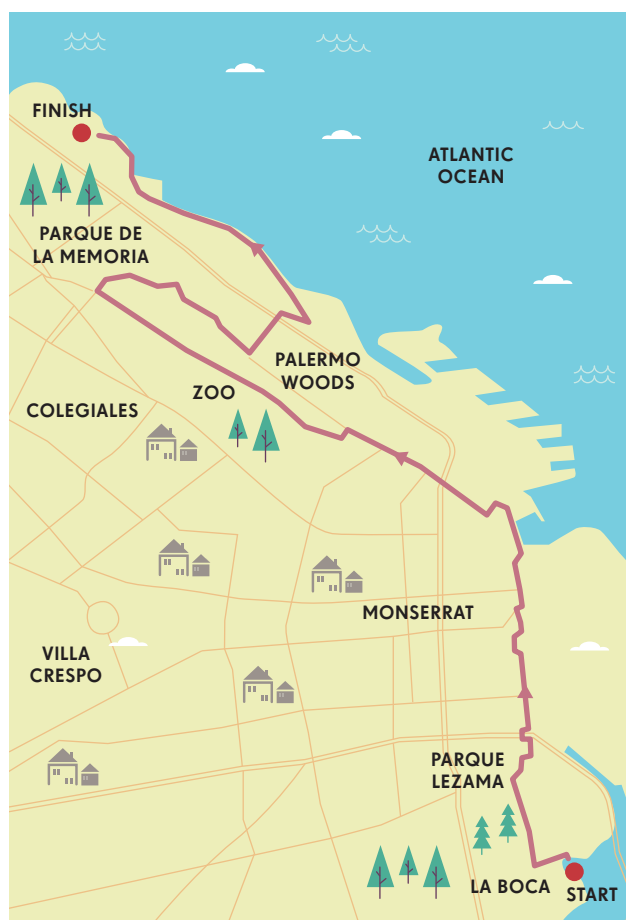 FINISH
ATLANTIC
OCEAN
PARQUE DE
LA MEMORIA
PALERMO
WOODS
ZOO
COLEGIALES
MONSERRAT
VILLA
CRESPO
PARQUE
LEZAMA
LA BOCA
START